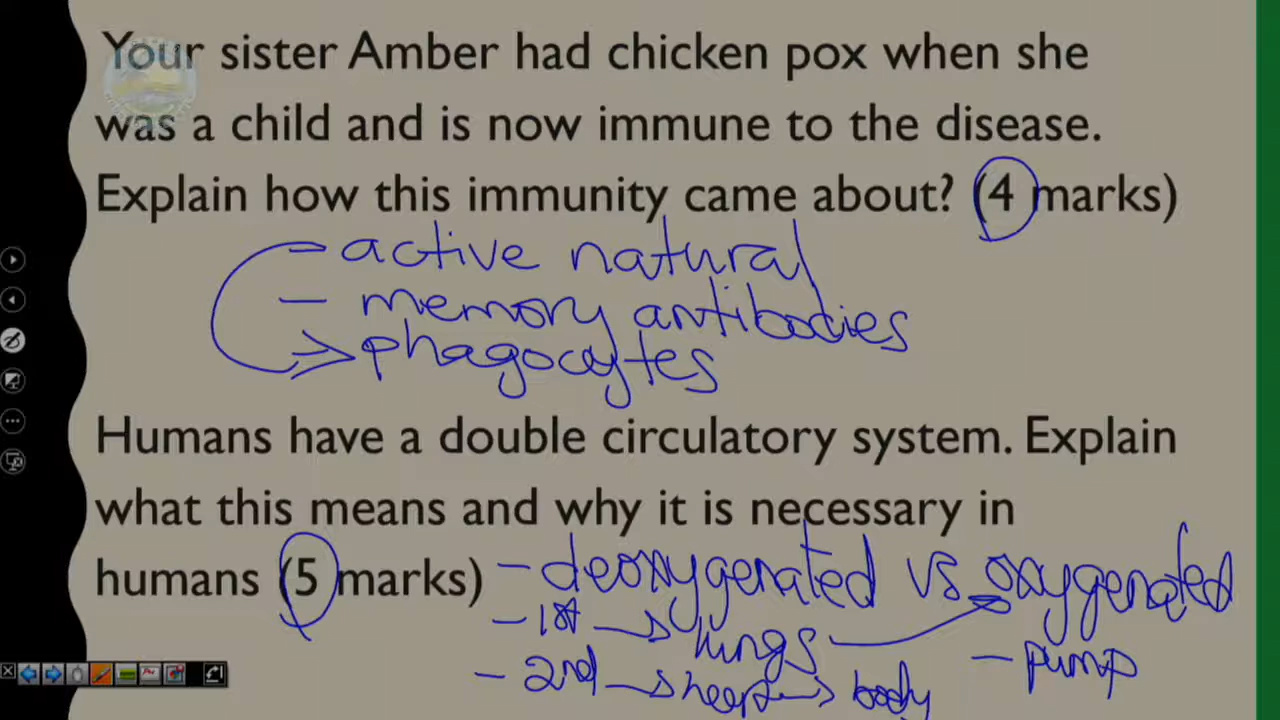 Your sister Amber had chicken pox when she
was a child and is now immune to the disease.
Explain how this immunity came about? (4 marks)
- active natural
- memory antibodies
phagocytes
Humans have a double circulatory system. Explain
what this means and why it is necessary in
humans (5 marks)
- deoxygenated vs oxygenated
- 1st → lungs
- pump
- 2nd → → body